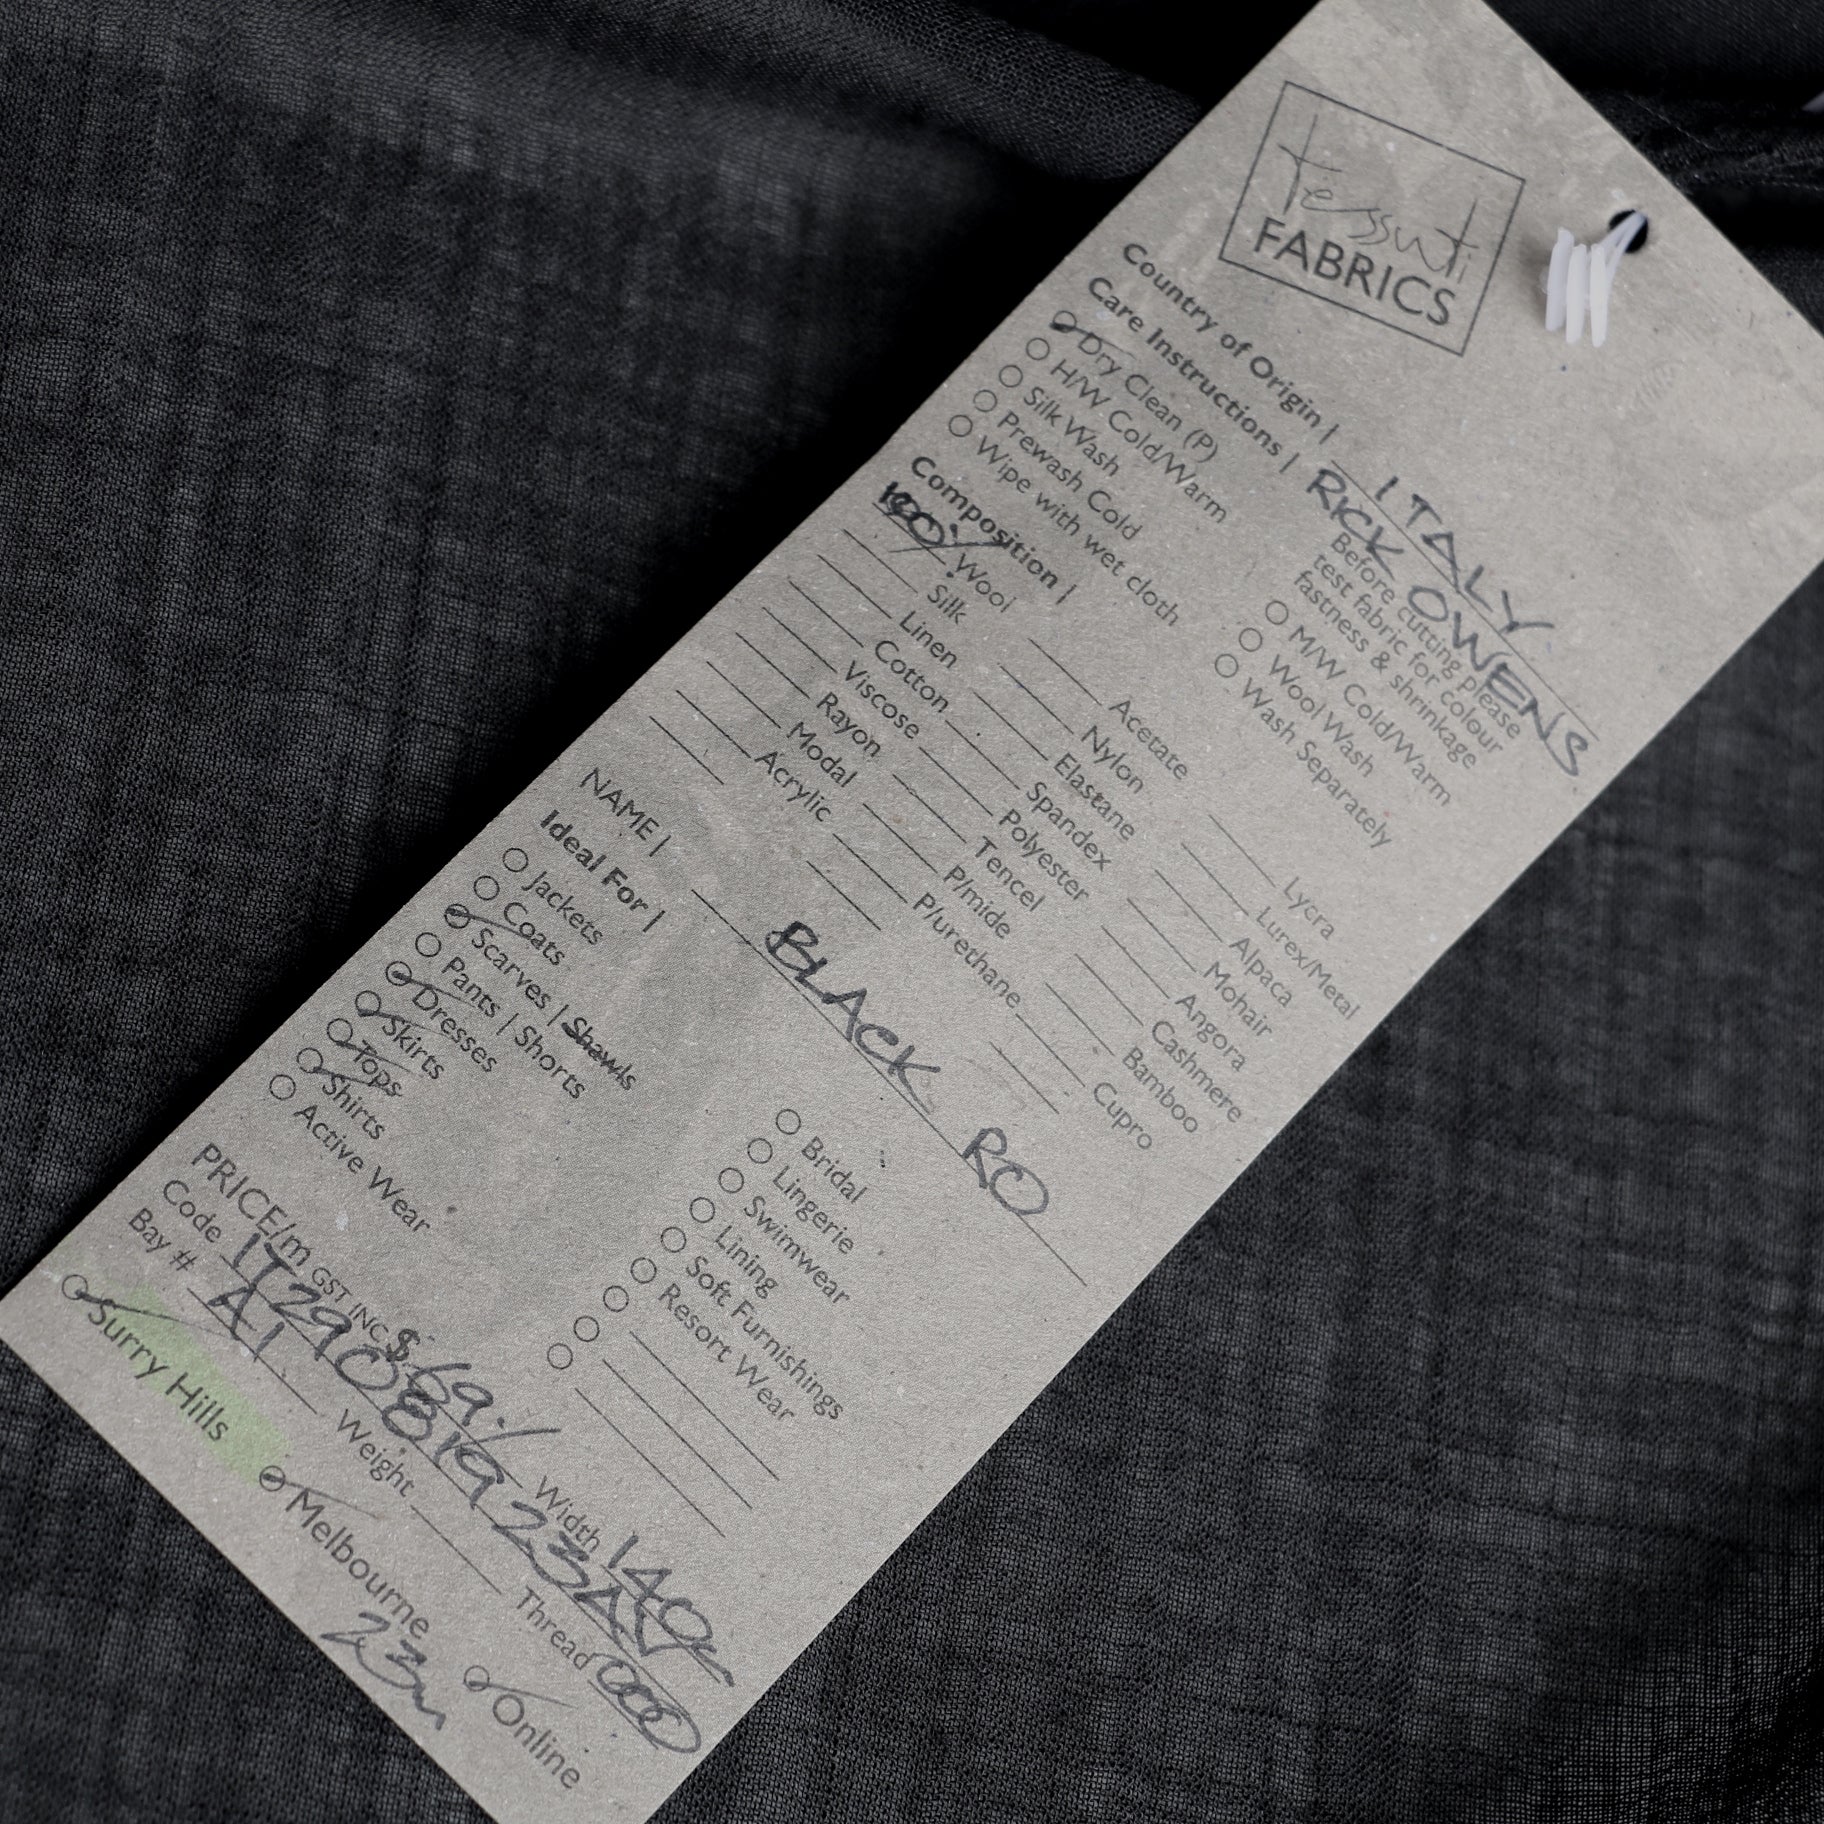 tessuti
FABRICS
Country of Origin | ITALY
Care Instructions | RICK OWENS
Dry Clean (P)
H/W Cold/Warm
Silk Wash
Prewash Cold
Wipe with wet cloth
Before cutting please
test fabric for colour
fastness & shrinkage
M/W Cold/Warm
Wool Wash
Wash Separately
Composition |
100% Wool
Silk
Linen
Cotton
Viscose
Rayon
Modal
Acrylic
Acetate
Nylon
Elastane
Spandex
Polyester
Tencel
P/mide
P/urethane
Lycra
Lurex/Metal
Alpaca
Mohair
Angora
Cashmere
Bamboo
Cupro
NAME | BLACK RO
Ideal For |
Jackets
Coats
Scarves | Shawls
Pants | Shorts
Dresses
Skirts
Tops
Shirts
Active Wear
Bridal
Lingerie
Swimwear
Lining
Soft Furnishings
Resort Wear
PRICE/m GST INC $69.- Width 140
Code IT290819 23
Bay # A1 Weight Thread 000
Surry Hills Melbourne Online
23m